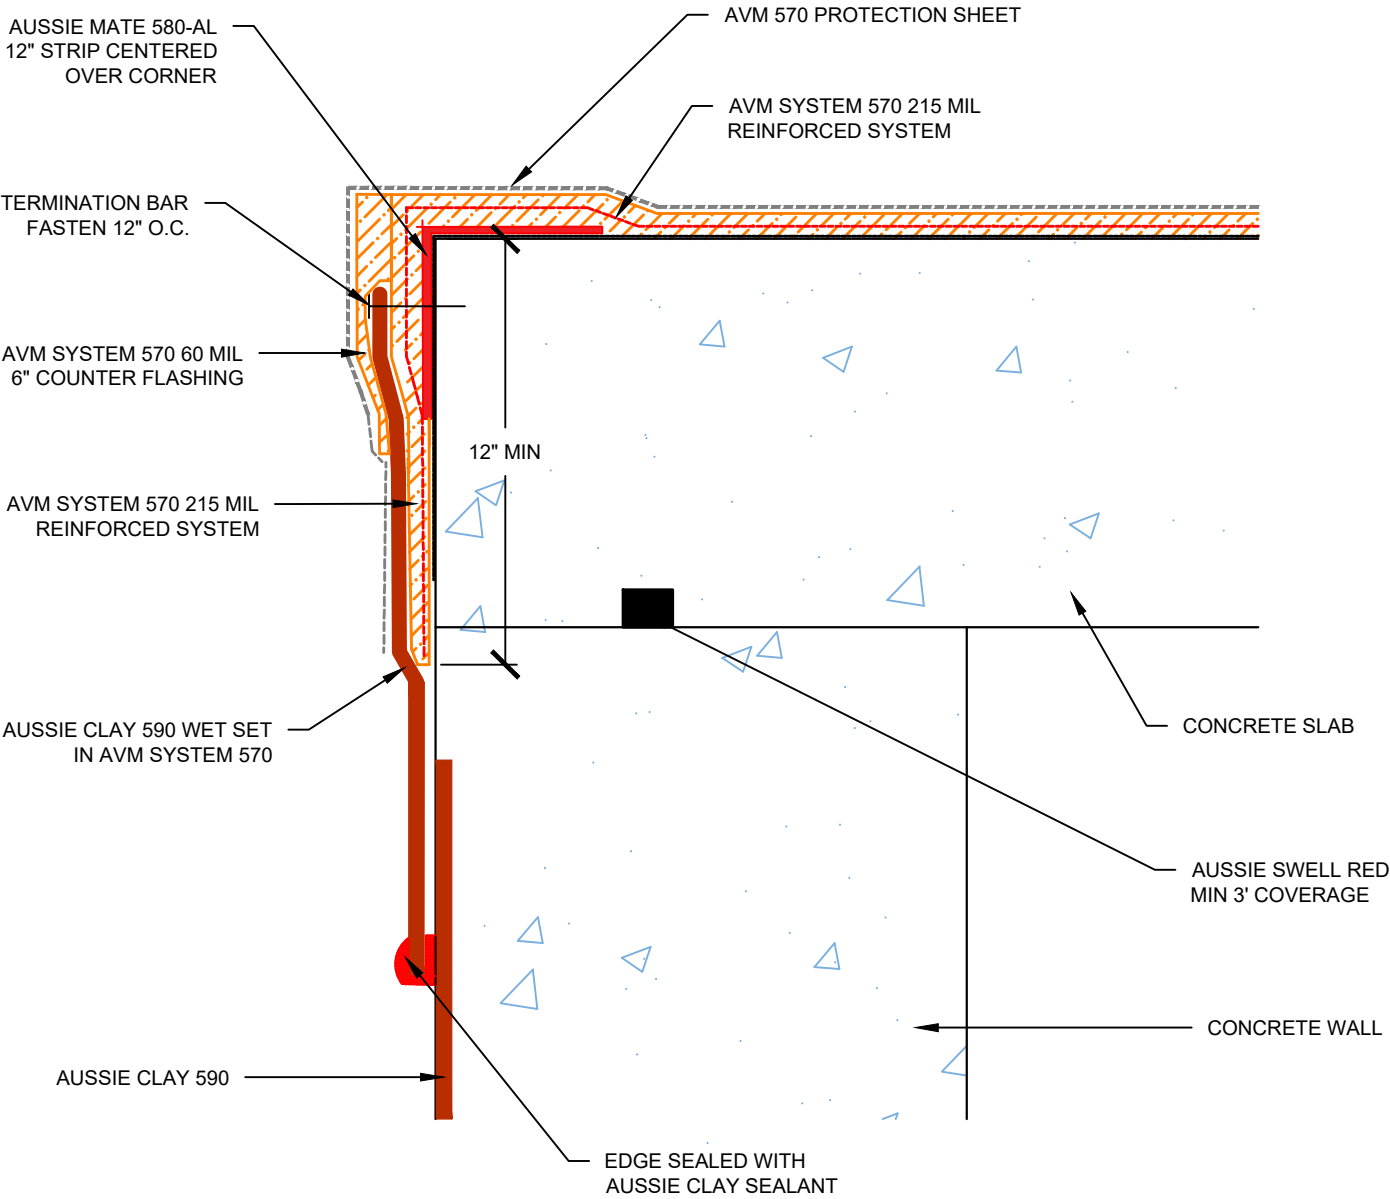 AUSSIE MATE 580-AL
12" STRIP CENTERED
OVER CORNER
AVM 570 PROTECTION SHEET
AVM SYSTEM 570 215 MIL
REINFORCED SYSTEM
TERMINATION BAR
FASTEN 12" O.C.
AVM SYSTEM 570 60 MIL
6" COUNTER FLASHING
12" MIN
AVM SYSTEM 570 215 MIL
REINFORCED SYSTEM
AUSSIE CLAY 590 WET SET
IN AVM SYSTEM 570
CONCRETE SLAB
AUSSIE SWELL RED
MIN 3' COVERAGE
CONCRETE WALL
AUSSIE CLAY 590
EDGE SEALED WITH
AUSSIE CLAY SEALANT